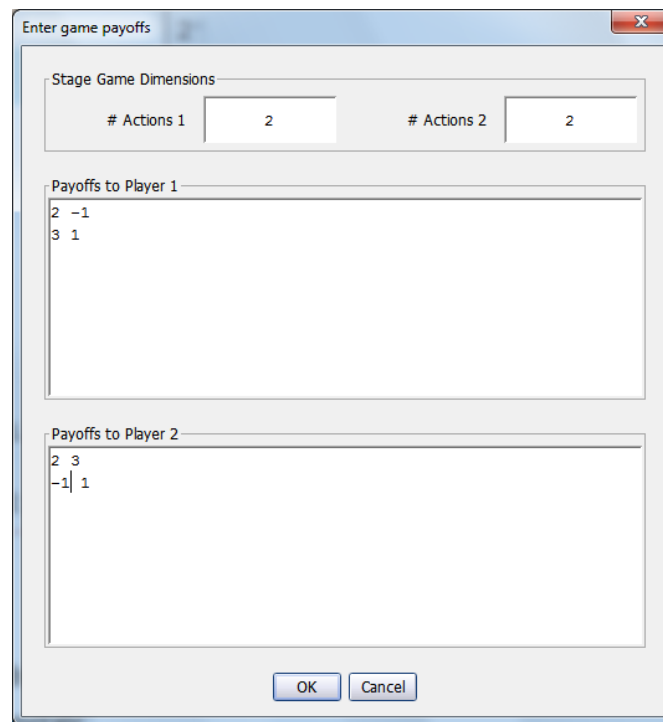 Enter game payoffs
Stage Game Dimensions
# Actions 1 2 # Actions 2 2
Payoffs to Player 1
2 -1
3 1
Payoffs to Player 2
2 3
-1 1
OK Cancel